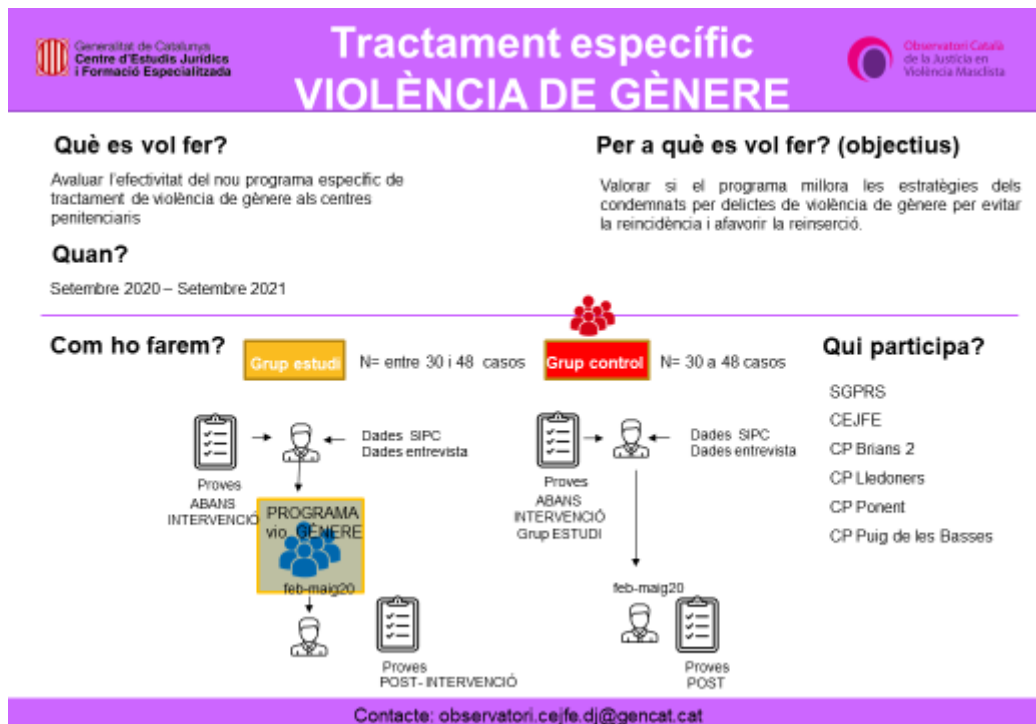 Generalitat de Catalunya
Centre d'Estudis Jurídics
i Formació Especialitzada
Tractament específic
VIOLÈNCIA DE GÈNERE
Observatori Català
de la Justícia en
Violència Masclista
Què es vol fer?
Avaluar l'efectivitat del nou programa específic de
tractament de violència de gènere als centres
penitenciaris
Quan?
Setembre 2020 – Setembre 2021
Per a què es vol fer? (objectius)
Valorar si el programa millora les estratègies dels
condemnats per delictes de violència de gènere per evitar
la reincidència i afavorir la reinserció.
Com ho farem?
Grup estudi
N= entre 30 i 48 casos
Dades SIPC
Dades entrevista
Proves
ABANS
INTERVENCIÓ
PROGRAMA
vio. GÈNERE
feb-maig20
Proves
POST- INTERVENCIÓ
Grup control
N= 30 a 48 casos
Dades SIPC
Dades entrevista
Proves
ABANS
INTERVENCIÓ
Grup ESTUDI
feb-maig20
Proves
POST
Qui participa?
SGPRS
CEJFE
CP Brians 2
CP Lledoners
CP Ponent
CP Puig de les Basses
Contacte: observatori.cejfe.dj@gencat.cat